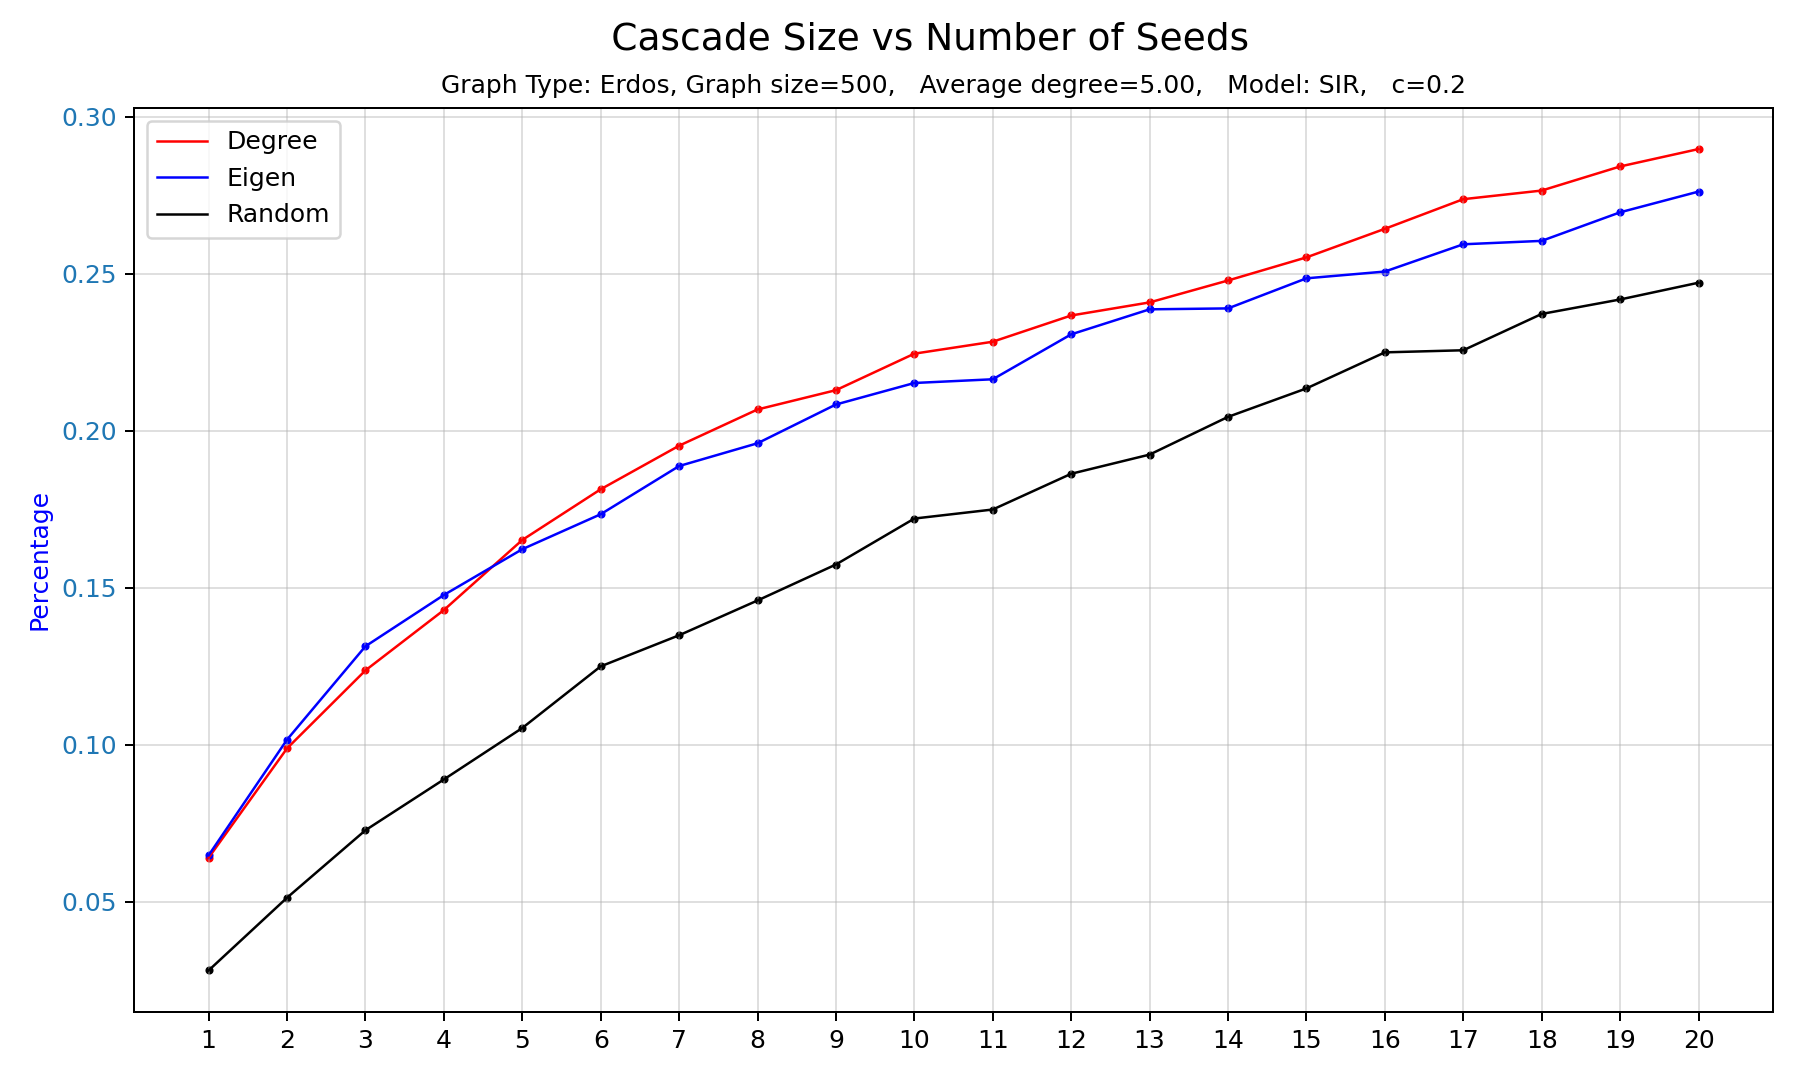 Cascade Size vs Number of Seeds
Graph Type: Erdos, Graph size=500,   Average degree=5.00,   Model: SIR,   c=0.2
Degree
Eigen
Random
Percentage
0.30
0.25
0.20
0.15
0.10
0.05
1 2 3 4 5 6 7 8 9 10 11 12 13 14 15 16 17 18 19 20